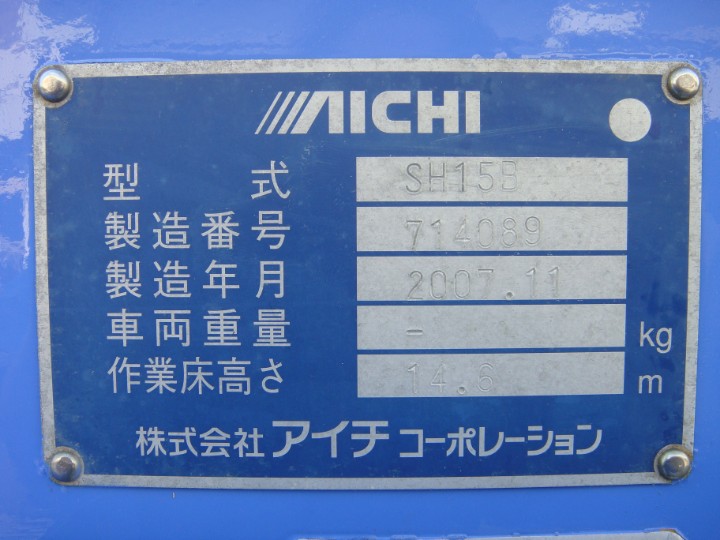 AICHI
型 式 SH15B
製造番号 714089
製造年月 2007.11
車両重量 - kg
作業床高さ 14.6 m
株式会社 アイチ コーポレーション